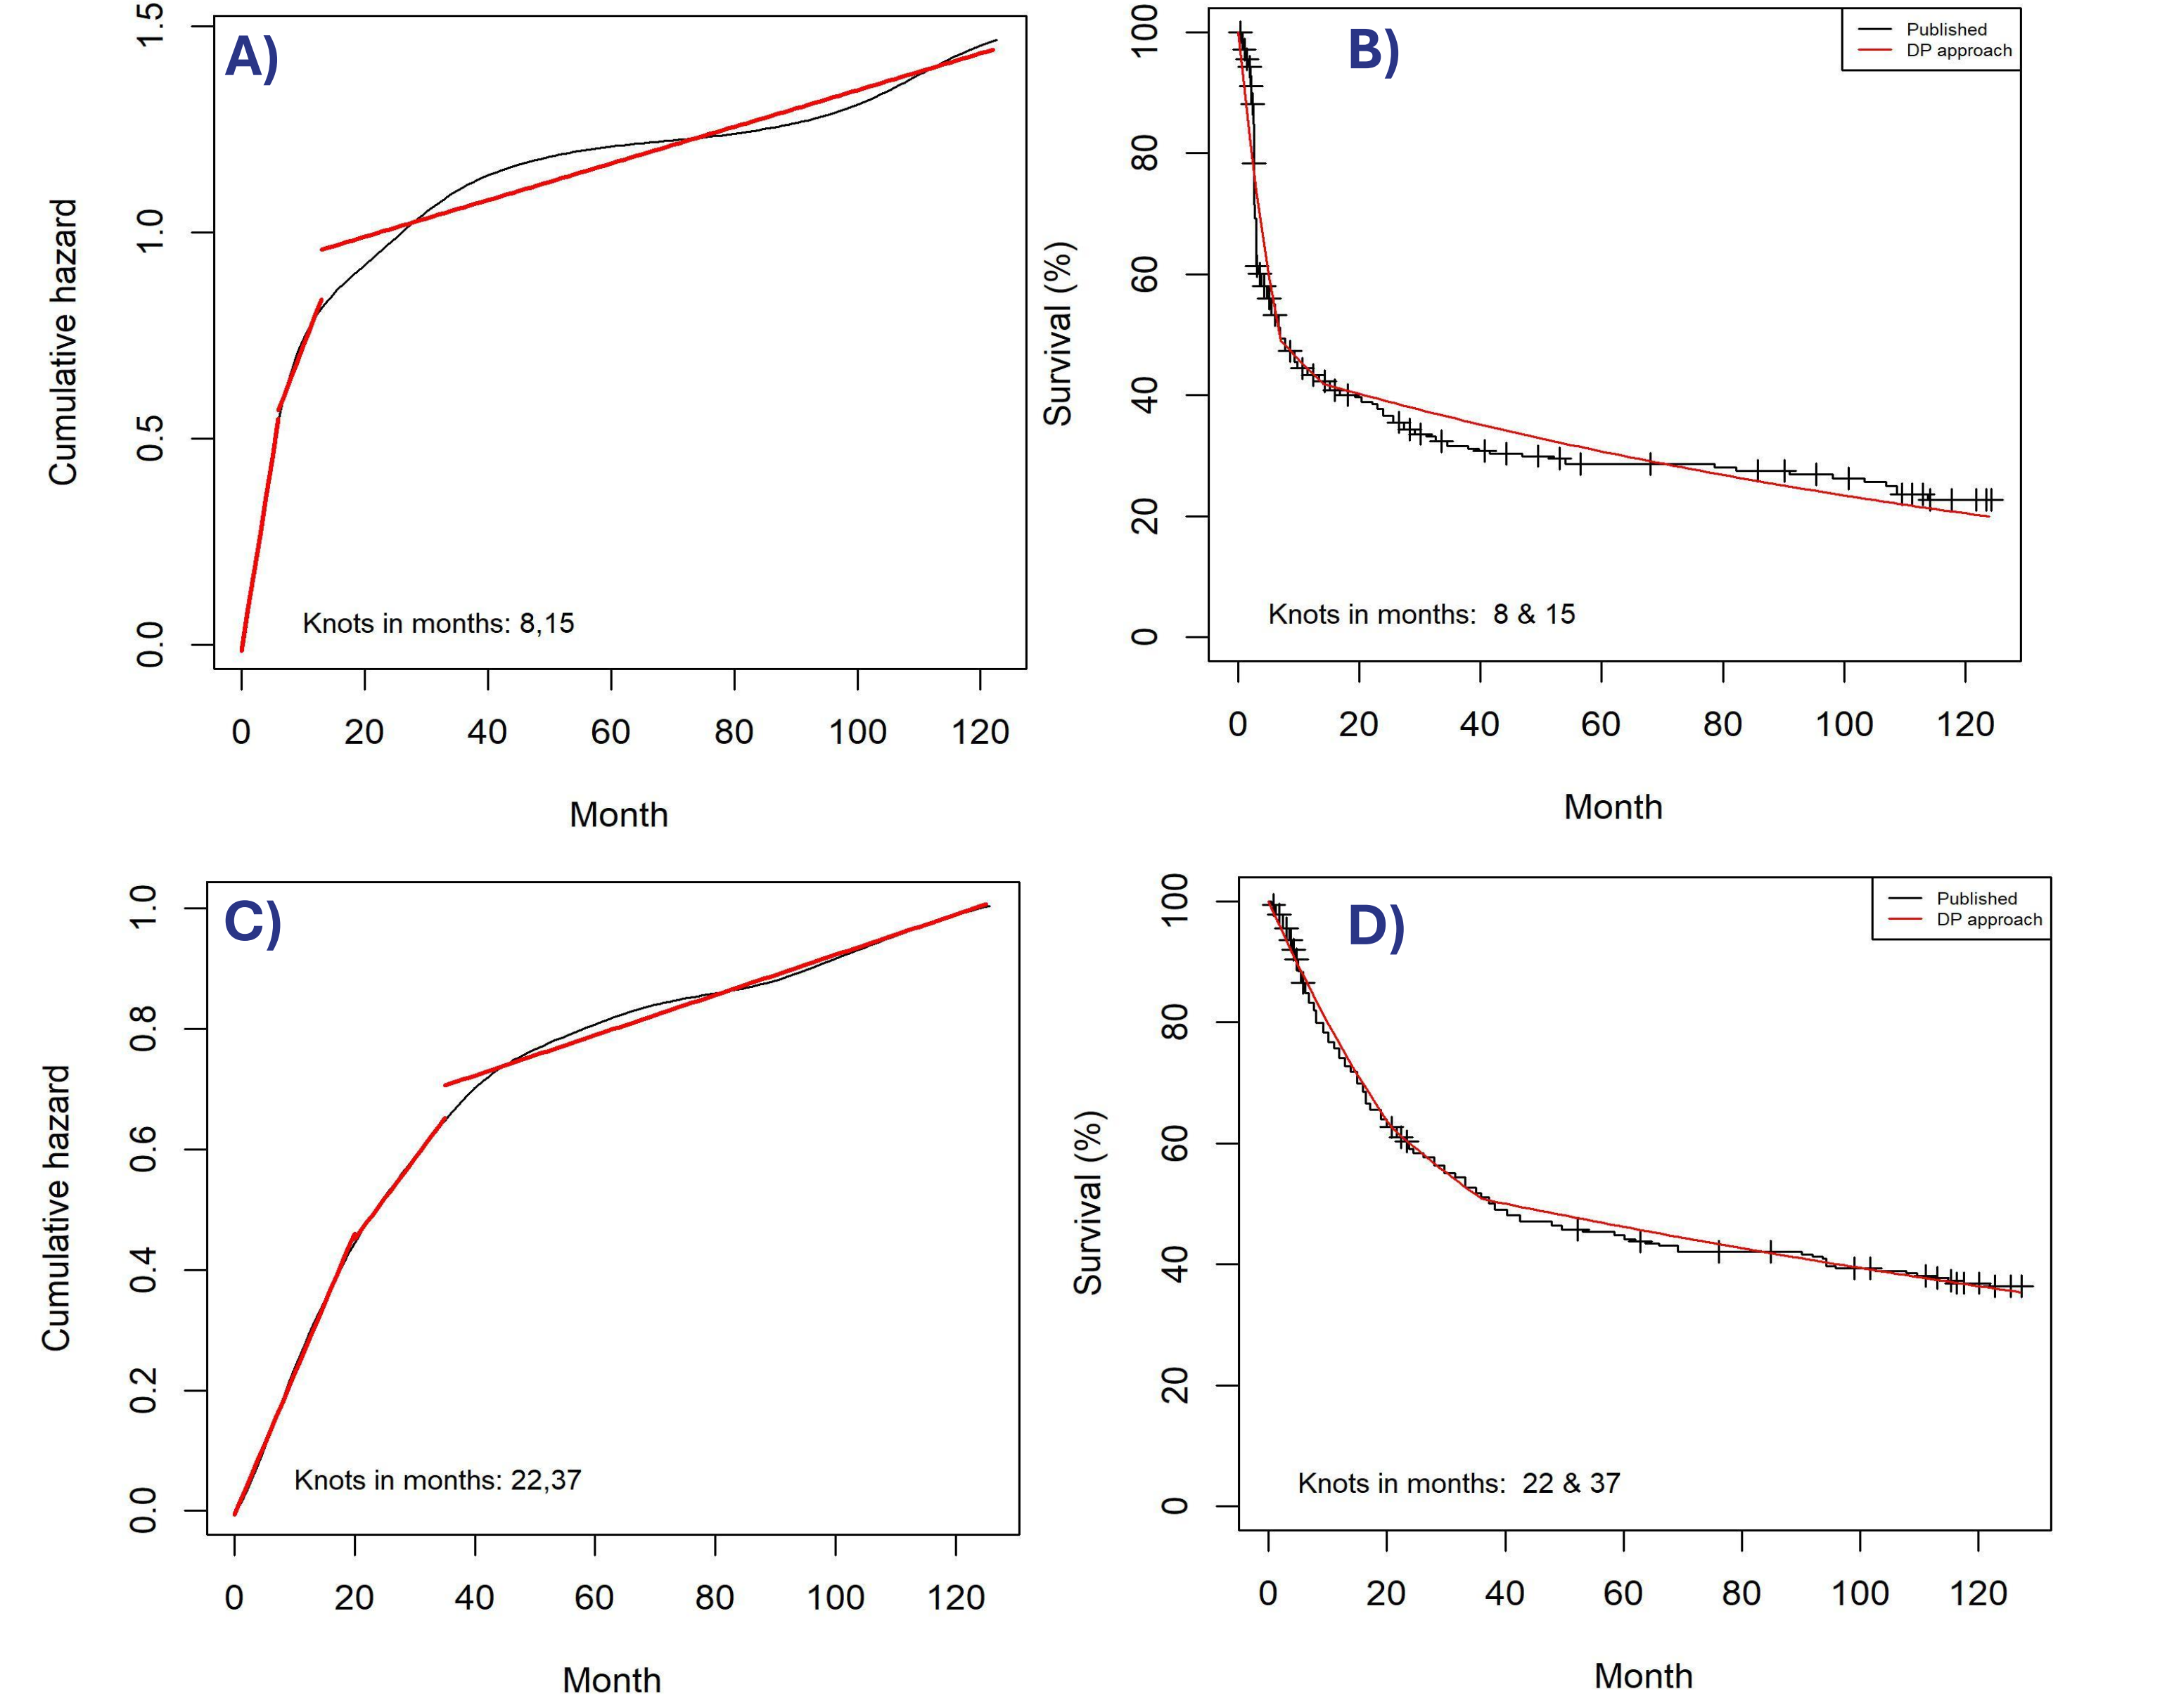 A)
Cumulative hazard
0.0 0.5 1.0 1.5
Knots in months: 8,15
0 20 40 60 80 100 120
Month
B)
Published
DP approach
Survival (%)
0 20 40 60 80 100
Knots in months: 8 & 15
0 20 40 60 80 100 120
Month
C)
Cumulative hazard
0.0 0.2 0.4 0.6 0.8 1.0
Knots in months: 22,37
0 20 40 60 80 100 120
Month
D)
Published
DP approach
Survival (%)
0 20 40 60 80 100
Knots in months: 22 & 37
0 20 40 60 80 100 120
Month